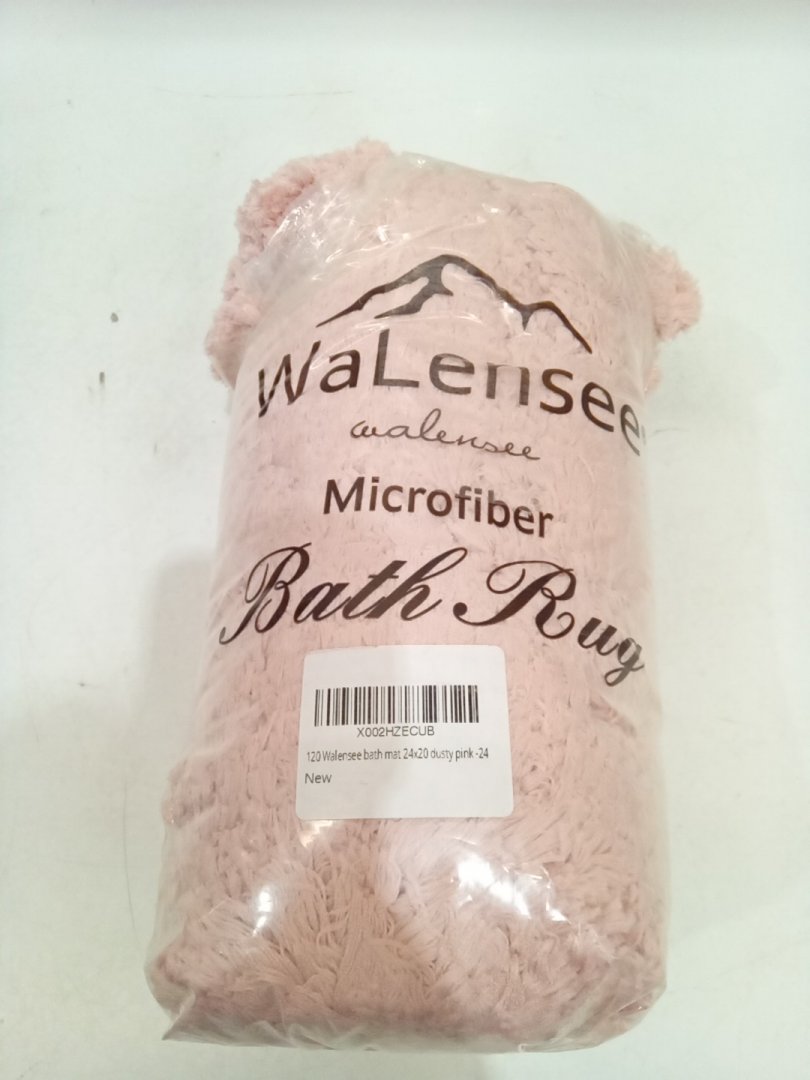 WaLensee
walensee
Microfiber
Bath Rug
X002HZECUB
120 Walensee bath mat 24x20 dusty pink -24
New